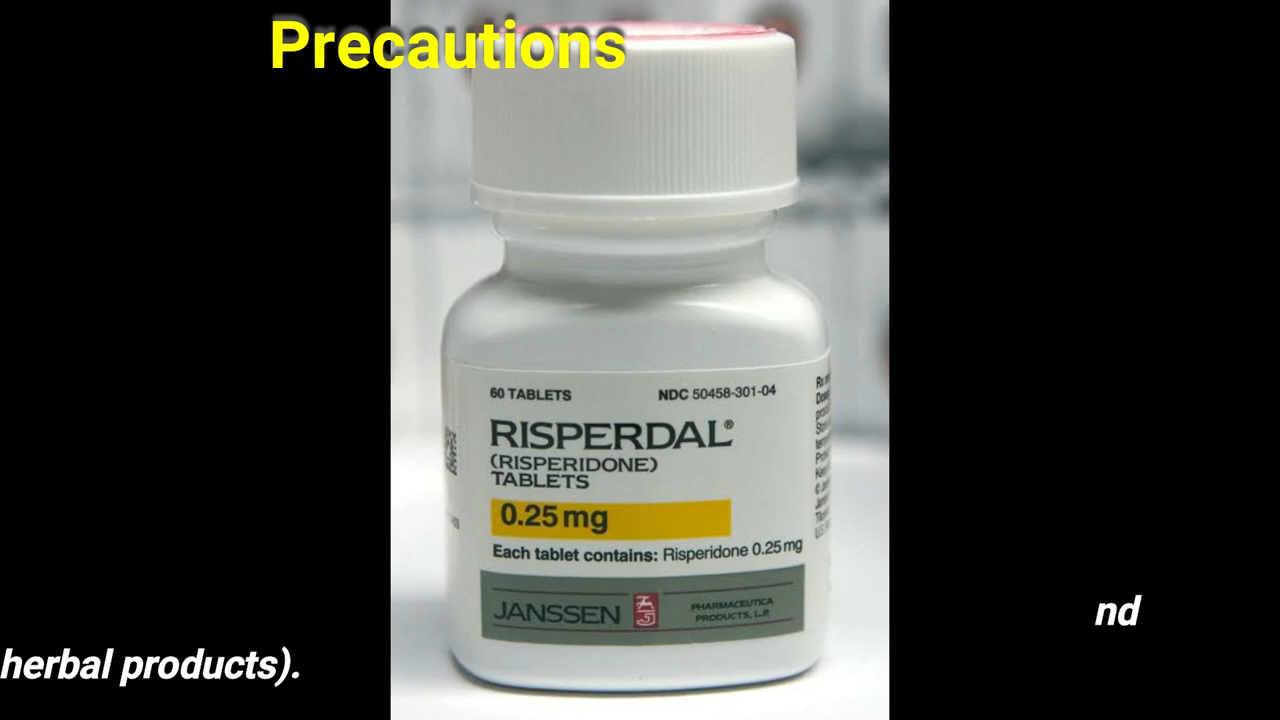 Precautions
60 TABLETS NDC 50458-301-04
RISPERDAL®
(RISPERIDONE)
TABLETS
0.25 mg
Each tablet contains: Risperidone 0.25 mg
JANSSEN PHARMACEUTICA
PRODUCTS, L.P.
nd
herbal products).